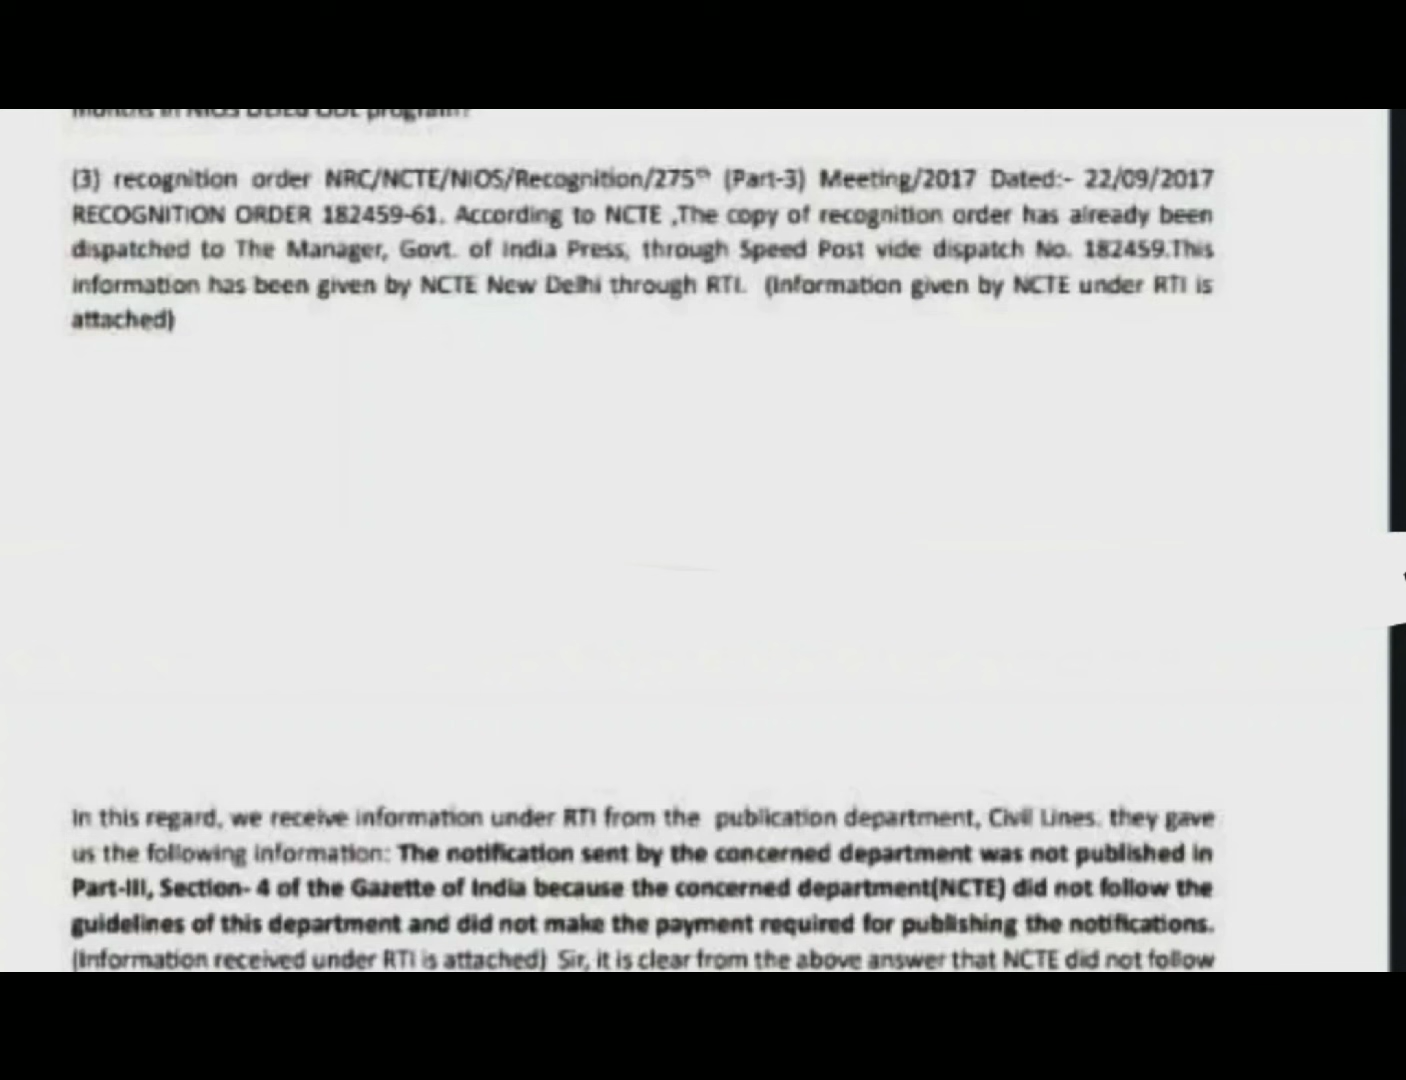 months in NIOS DElEd ODL program?
(3) recognition order NRC/NCTE/NIOS/Recognition/275th (Part-3) Meeting/2017 Dated:- 22/09/2017
RECOGNITION ORDER 182459-61. According to NCTE ,The copy of recognition order has already been
dispatched to The Manager, Govt. of India Press, through Speed Post vide dispatch No. 182459.This
information has been given by NCTE New Delhi through RTI. (Information given by NCTE under RTI is
attached)
In this regard, we receive information under RTI from the publication department, Civil Lines. they gave
us the following information: The notification sent by the concerned department was not published in
Part-III, Section- 4 of the Gazette of India because the concerned department(NCTE) did not follow the
guidelines of this department and did not make the payment required for publishing the notifications.
(Information received under RTI is attached) Sir, it is clear from the above answer that NCTE did not follow